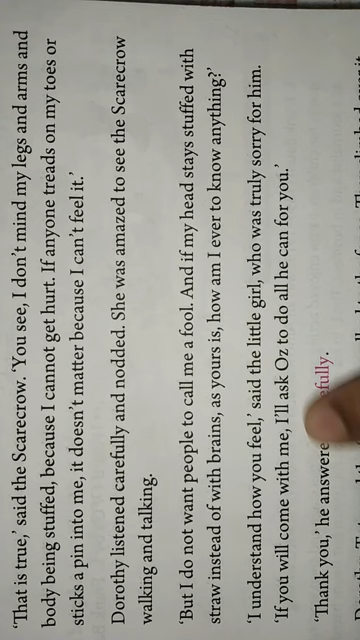 ‘That is true,’ said the Scarecrow. ‘You see, I don’t mind my legs and arms and
body being stuffed, because I cannot get hurt. If anyone treads on my toes or
sticks a pin into me, it doesn’t matter because I can’t feel it.’
Dorothy listened carefully and nodded. She was amazed to see the Scarecrow
walking and talking.
‘But I do not want people to call me a fool. And if my head stays stuffed with
straw instead of with brains, as yours is, how am I ever to know anything?’
‘I understand how you feel,’ said the little girl, who was truly sorry for him.
‘If you will come with me, I’ll ask Oz to do all he can for you.’
‘Thank you,’ he answere efully.